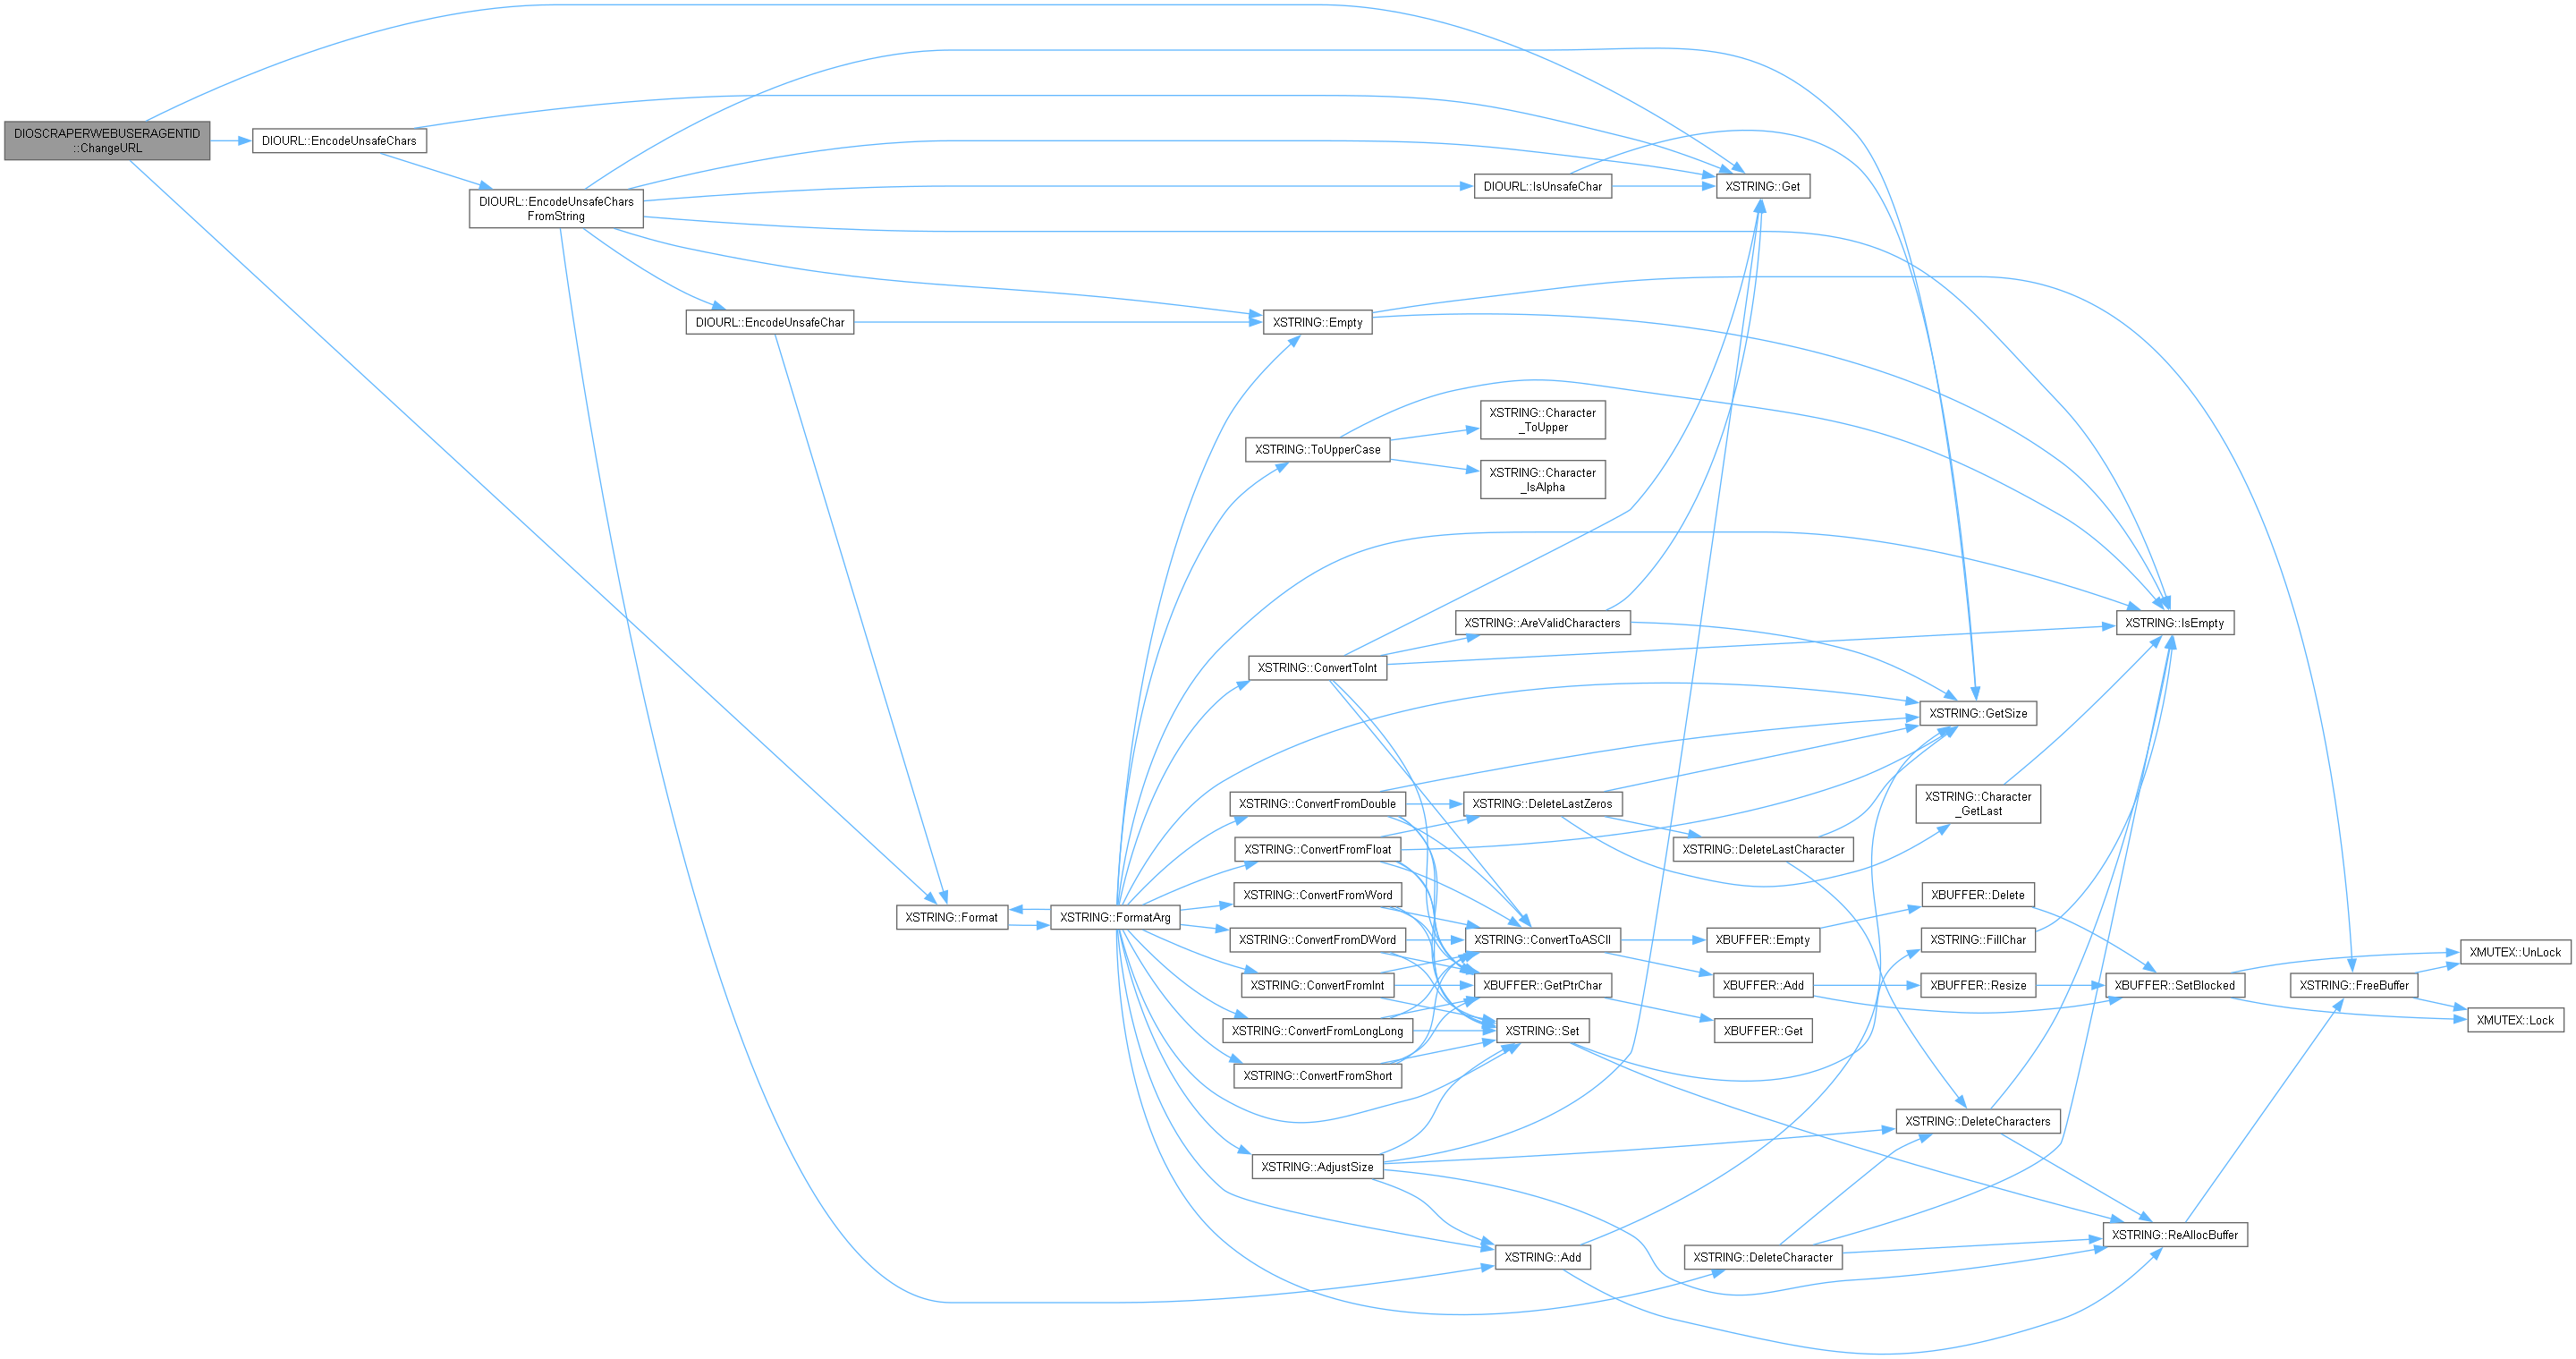 DIOSCRAPERWEBUSERAGENTID
::ChangeURL
DIOURL::EncodeUnsafeChars
DIOURL::EncodeUnsafeChars
FromString
DIOURL::IsUnsafeChar
XSTRING::Get
DIOURL::EncodeUnsafeChar
XSTRING::Empty
XSTRING::Character
_ToUpper
XSTRING::ToUpperCase
XSTRING::Character
_IsAlpha
XSTRING::AreValidCharacters
XSTRING::IsEmpty
XSTRING::ConvertToInt
XSTRING::GetSize
XSTRING::ConvertFromDouble
XSTRING::DeleteLastZeros
XSTRING::Character
_GetLast
XSTRING::ConvertFromFloat
XSTRING::DeleteLastCharacter
XSTRING::ConvertFromWord
XBUFFER::Delete
XSTRING::Format
XSTRING::FormatArg
XSTRING::ConvertFromDWord
XSTRING::ConvertToASCII
XBUFFER::Empty
XSTRING::FillChar
XMUTEX::UnLock
XSTRING::ConvertFromInt
XBUFFER::GetPtrChar
XBUFFER::Add
XBUFFER::Resize
XBUFFER::SetBlocked
XSTRING::FreeBuffer
XSTRING::ConvertFromLongLong
XSTRING::Set
XBUFFER::Get
XMUTEX::Lock
XSTRING::ConvertFromShort
XSTRING::DeleteCharacters
XSTRING::AdjustSize
XSTRING::ReAllocBuffer
XSTRING::Add
XSTRING::DeleteCharacter